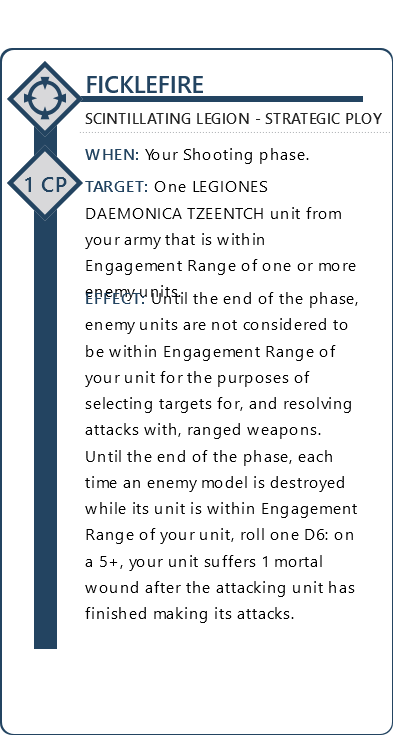 FICKLEFIRE
SCINTILLATING LEGION - STRATEGIC PLOY
1 CP
WHEN: Your Shooting phase.
TARGET: One LEGIONES
DAEMONICA TZEENTCH unit from
your army that is within
Engagement Range of one or more
enemy units.
EFFECT: Until the end of the phase,
enemy units are not considered to
be within Engagement Range of
your unit for the purposes of
selecting targets for, and resolving
attacks with, ranged weapons.
Until the end of the phase, each
time an enemy model is destroyed
while its unit is within Engagement
Range of your unit, roll one D6: on
a 5+, your unit suffers 1 mortal
wound after the attacking unit has
finished making its attacks.